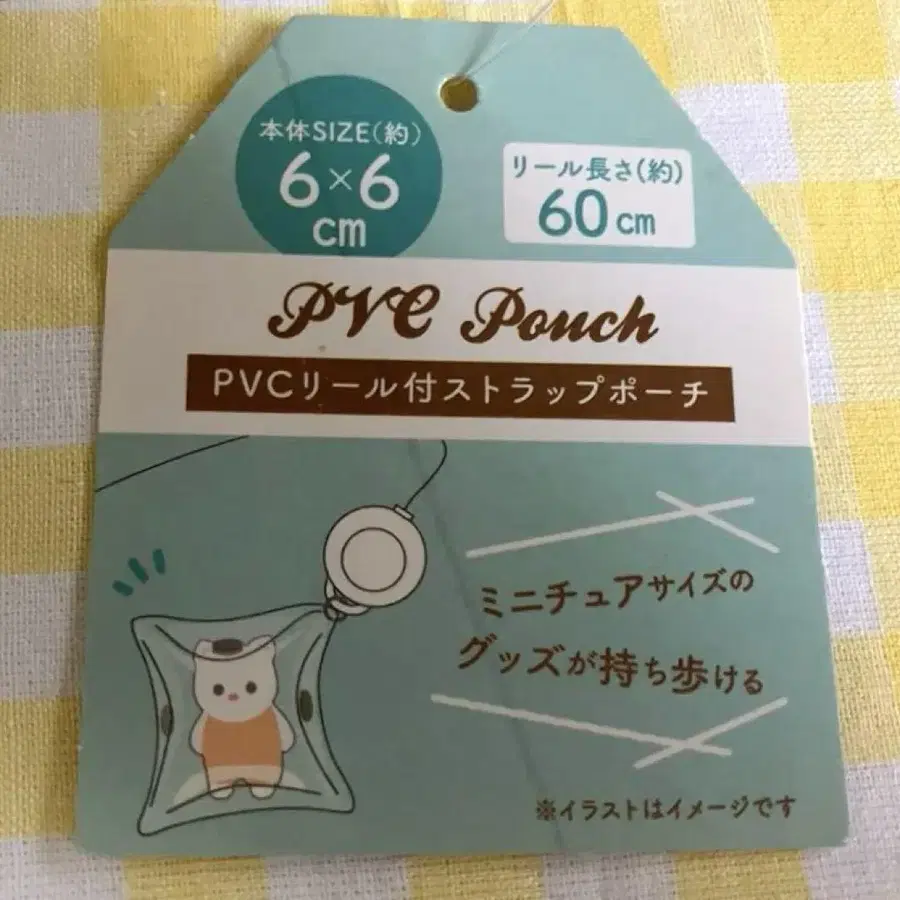 本体SIZE(約)
6×6
cm
リール長さ(約)
60cm
PVC Pouch
PVCリール付ストラップポーチ
ミニチュアサイズの
グッズが持ち歩ける
※イラストはイメージです